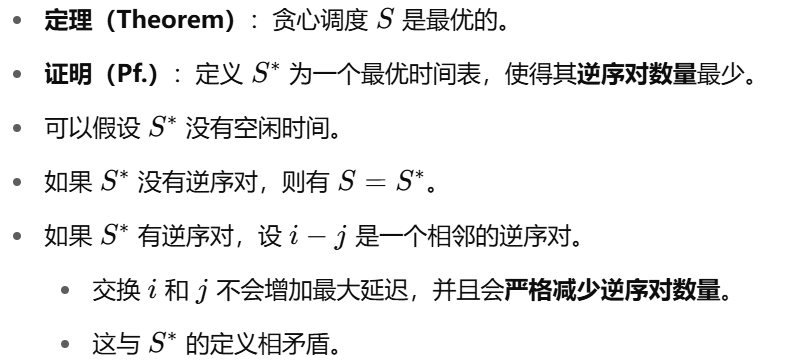 • 定理（Theorem）：贪心调度 S 是最优的。
• 证明（Pf.）：定义 S* 为一个最优时间表，使得其逆序对数量最少。
• 可以假设 S* 没有空闲时间。
• 如果 S* 没有逆序对，则有 S = S*。
• 如果 S* 有逆序对，设 i − j 是一个相邻的逆序对。
• 交换 i 和 j 不会增加最大延迟，并且会严格减少逆序对数量。
• 这与 S* 的定义相矛盾。